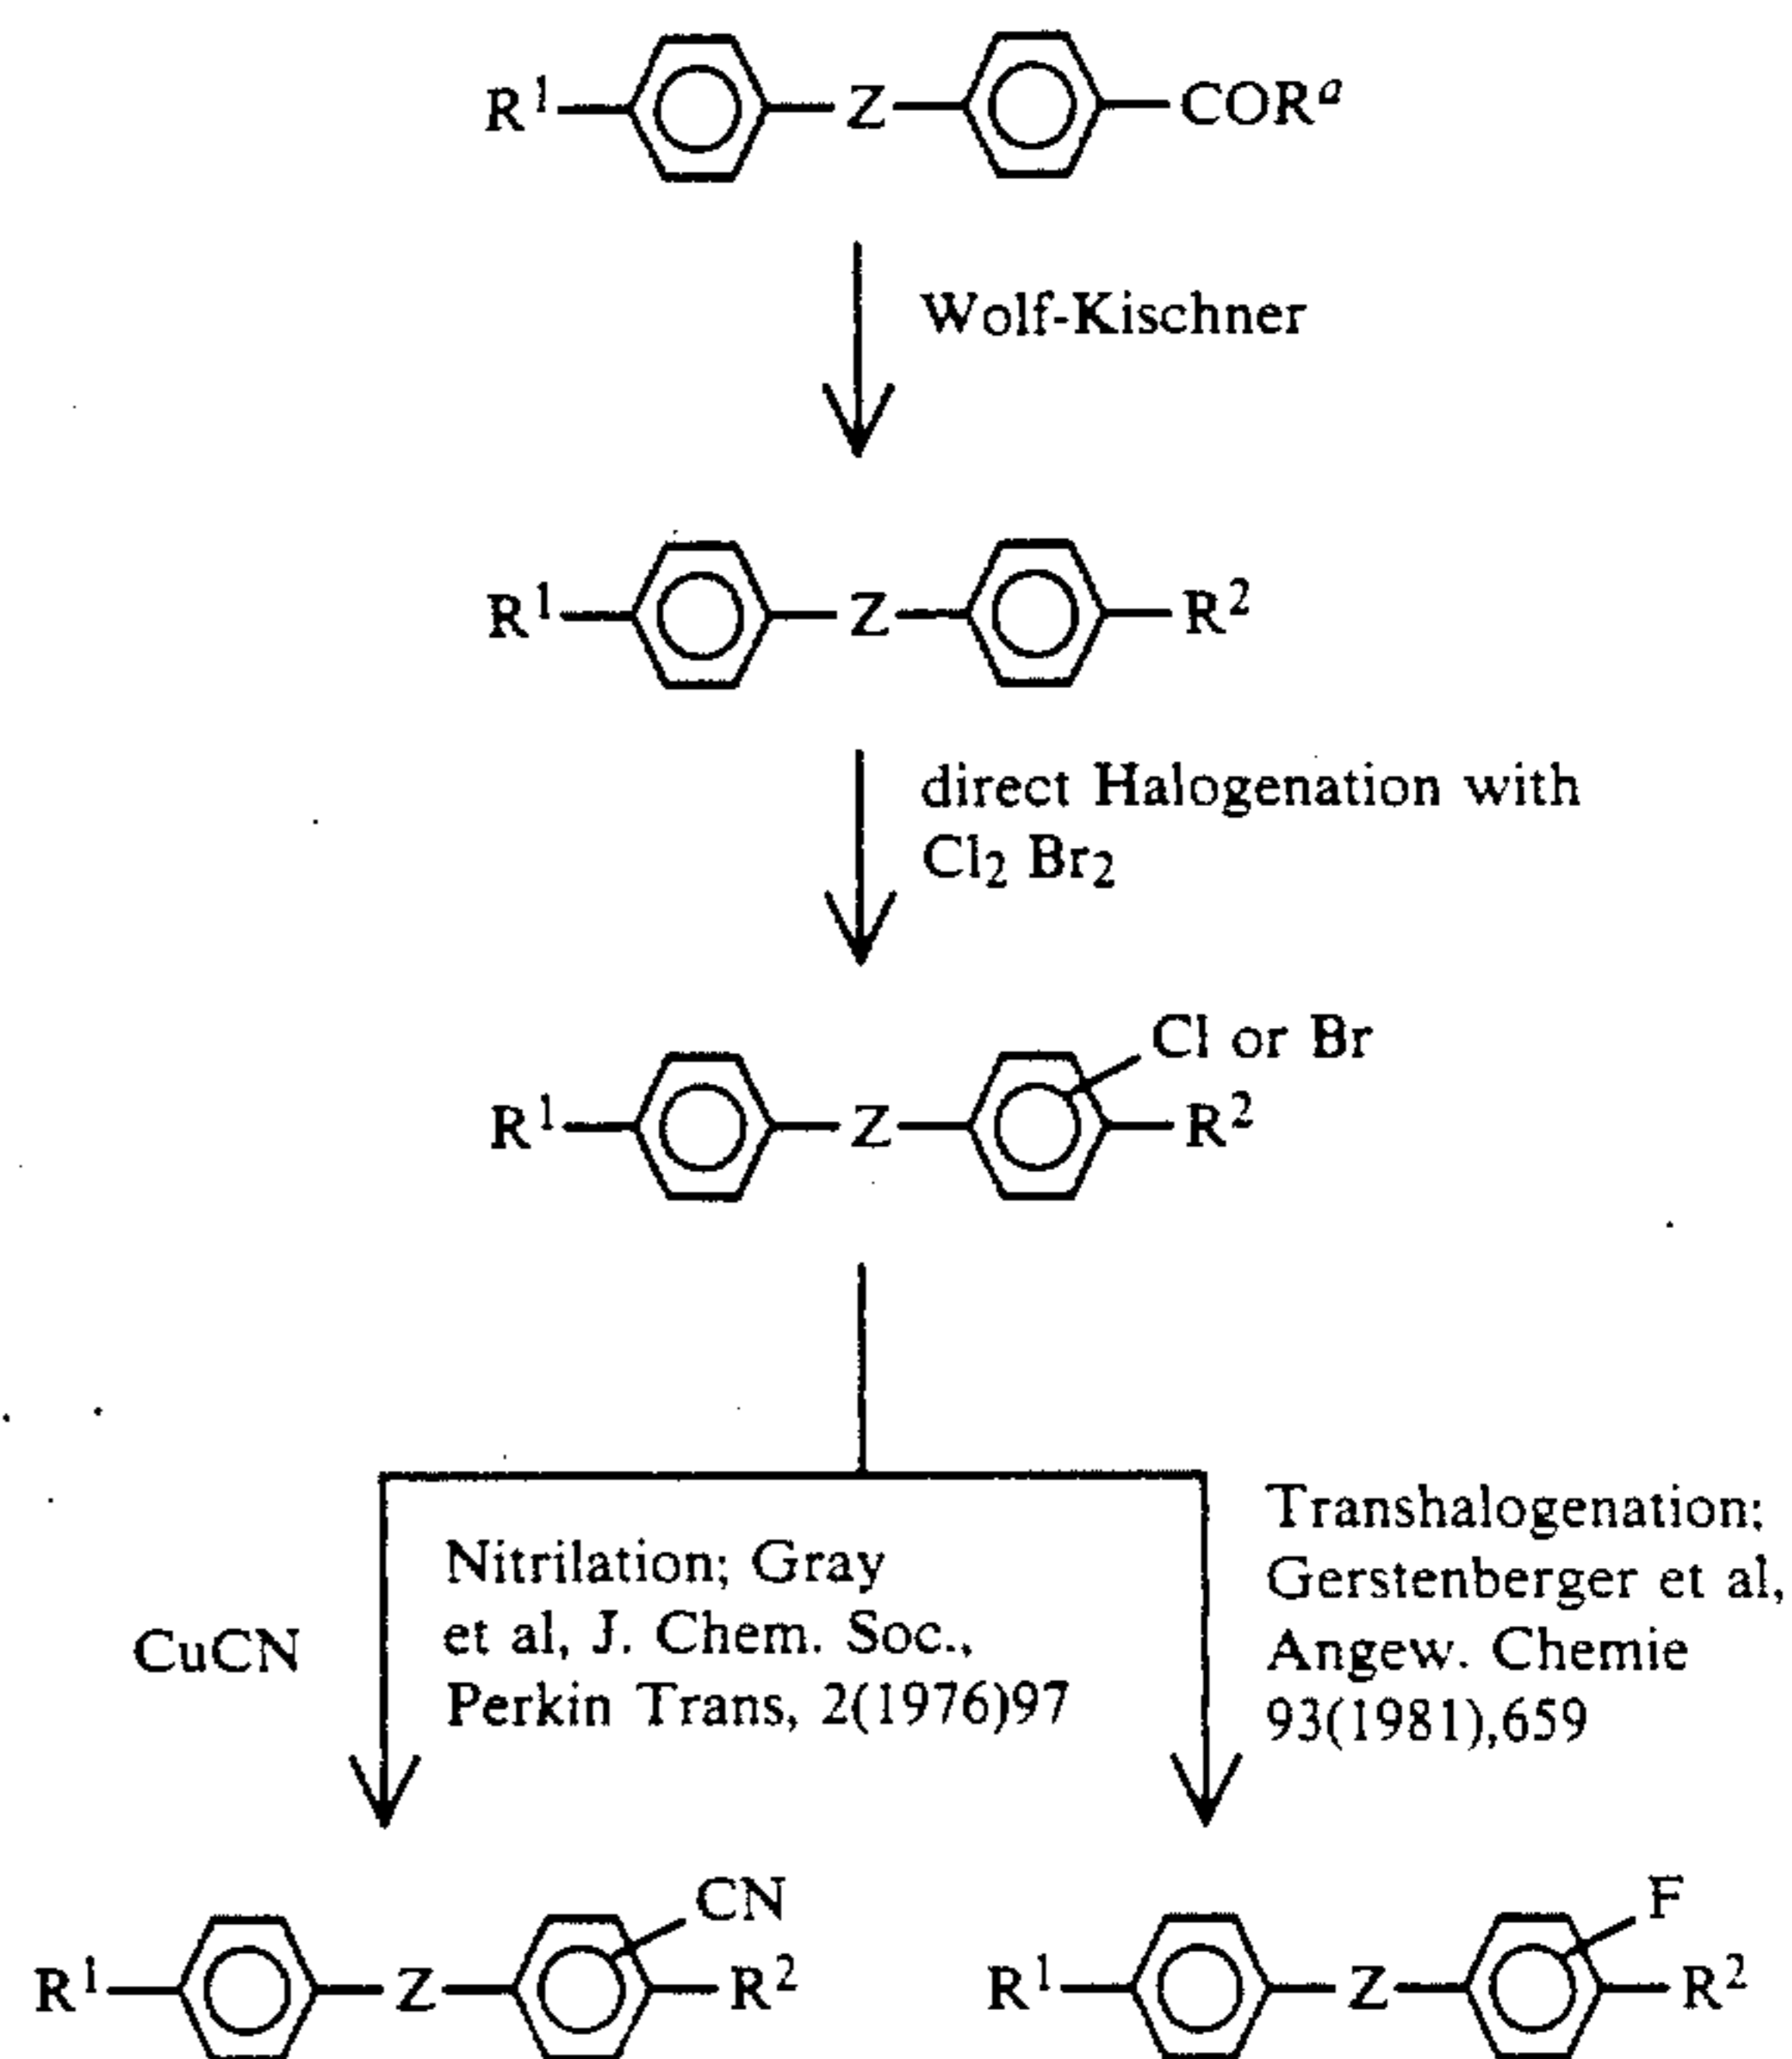 R¹ Z CORᵃ
Wolf-Kischner
R¹ Z R²
direct Halogenation with
Cl₂ Br₂
Cl or Br
R¹ Z R²
Transhalogenation;
Gerstenberger et al,
Angew. Chemie
93(1981),659
Nitrilation; Gray
et al, J. Chem. Soc.,
Perkin Trans, 2(1976)97
CuCN
CN
R¹ Z R²
F
R¹ Z R²